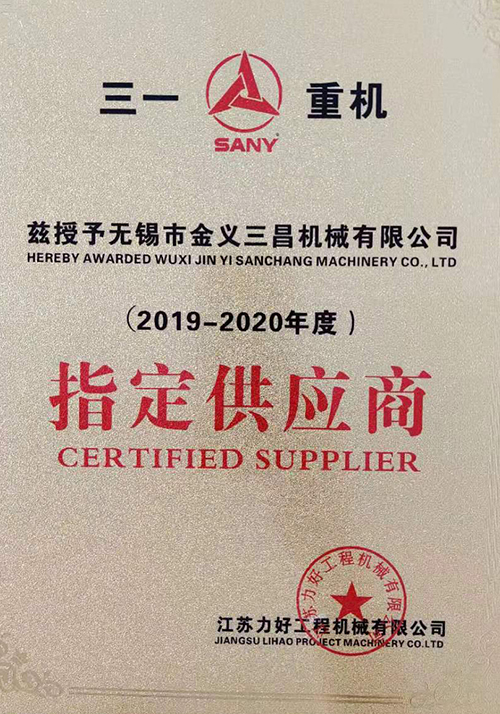 三一 SANY 重机
兹授予无锡市金义三昌机械有限公司
HEREBY AWARDED WUXI JIN YI SANCHANG MACHINERY CO., LTD
(2019-2020年度)
指定供应商
CERTIFIED SUPPLIER
江苏力好工程机械有限公司
江苏力好工程机械有限公司
JIANGSU LIHAO PROJECT MACHINERY CO.,LTD